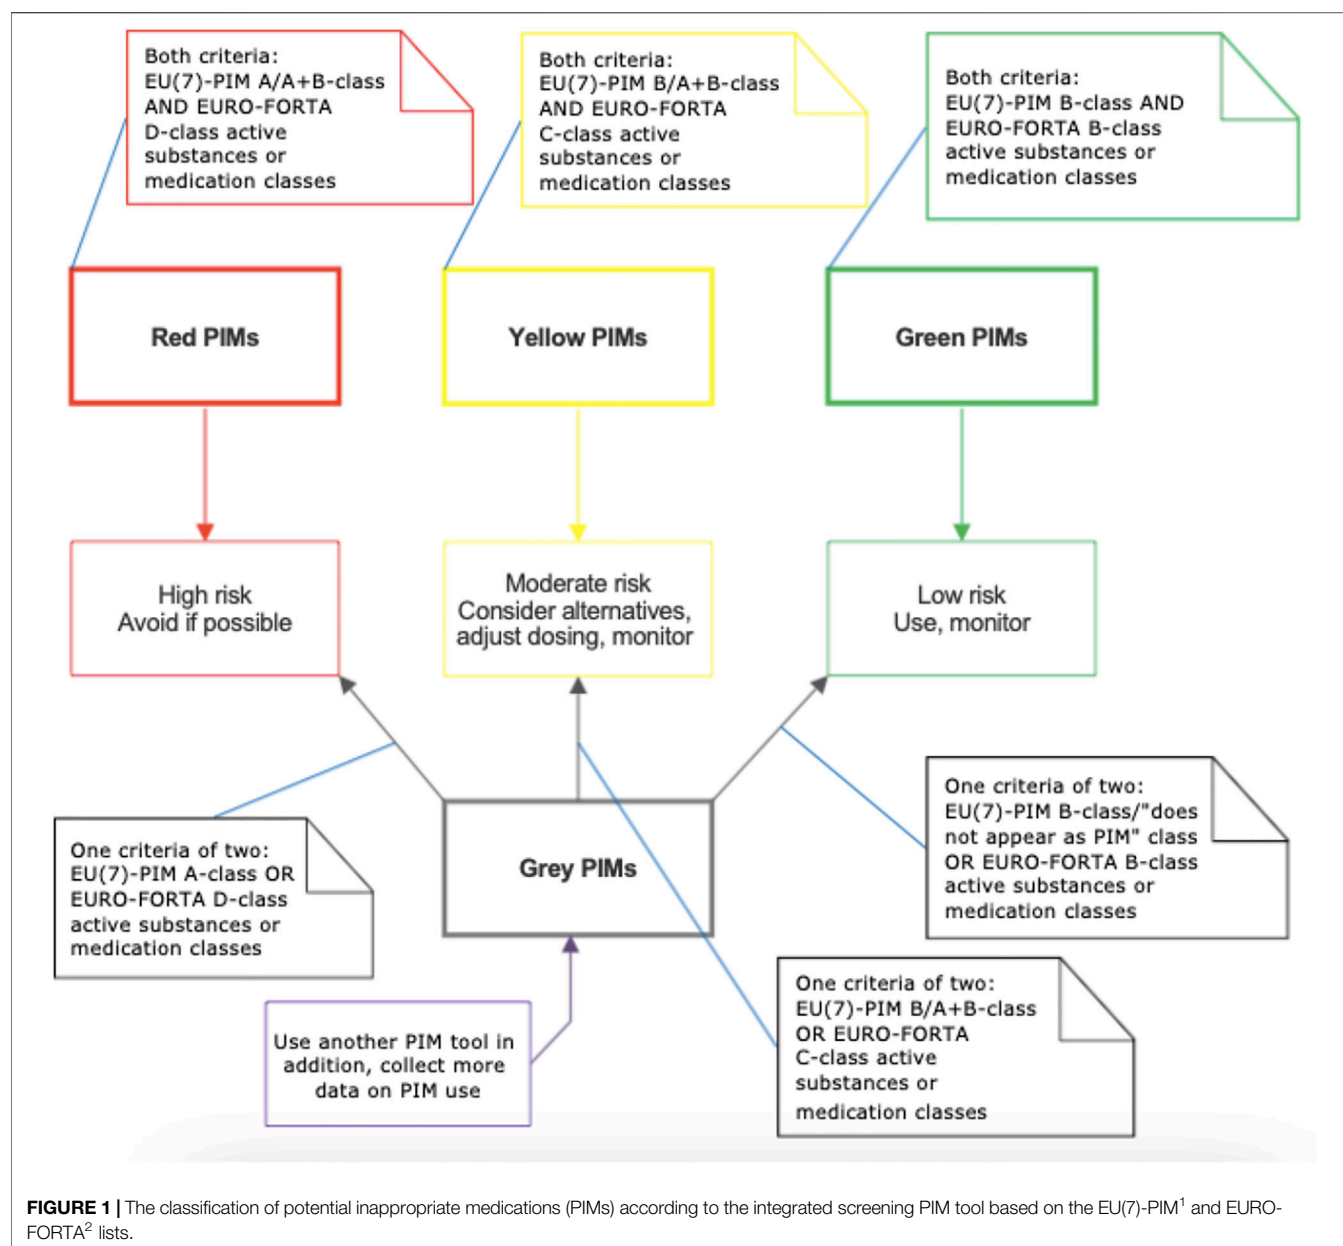 Both criteria:
EU(7)-PIM A/A+B-class
AND EURO-FORTA
D-class active
substances or
medication classes
Both criteria:
EU(7)-PIM B/A+B-class
AND EURO-FORTA
C-class active
substances or
medication classes
Both criteria:
EU(7)-PIM B-class AND
EURO-FORTA B-class
active substances or
medication classes
Red PIMs
Yellow PIMs
Green PIMs
High risk
Avoid if possible
Moderate risk
Consider alternatives,
adjust dosing, monitor
Low risk
Use, monitor
One criteria of two:
EU(7)-PIM A-class OR
EURO-FORTA D-class
active substances or
medication classes
Grey PIMs
One criteria of two:
EU(7)-PIM B-class/"does
not appear as PIM" class
OR EURO-FORTA B-class
active substances or
medication classes
Use another PIM tool in
addition, collect more
data on PIM use
One criteria of two:
EU(7)-PIM B/A+B-class
OR EURO-FORTA
C-class active
substances or
medication classes
FIGURE 1 | The classification of potential inappropriate medications (PIMs) according to the integrated screening PIM tool based on the EU(7)-PIM¹ and EURO-
FORTA² lists.